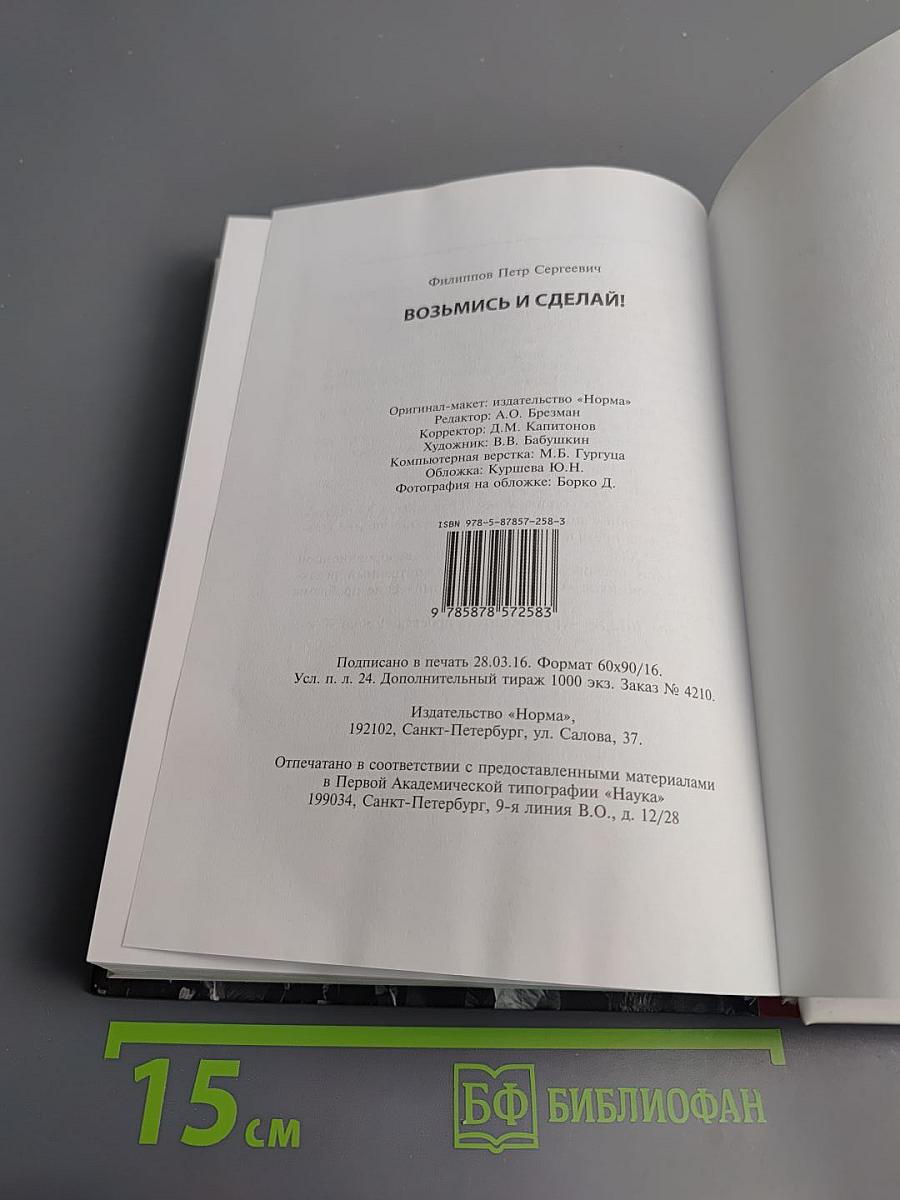 Филиппов Петр Сергеевич
ВОЗЬМИСЬ И СДЕЛАЙ!
Оригинал-макет: издательство «Норма»
Редактор: А.О. Брезман
Корректор: Д.М. Капитонов
Художник: В.В. Бабушкин
Компьютерная верстка: М.Б. Гургуца
Обложка: Куршева Ю.Н.
Фотография на обложке: Борко Д.
ISBN 978-5-87857-258-3
9 785878 572583
Подписано в печать 28.03.16. Формат 60х90/16.
Усл. п. л. 24. Дополнительный тираж 1000 экз. Заказ № 4210.
Издательство «Норма»,
192102, Санкт-Петербург, ул. Салова, 37.
Отпечатано в соответствии с предоставленными материалами
в Первой Академической типографии «Наука»
199034, Санкт-Петербург, 9-я линия В.О., д. 12/28
15 см
БФ БИБЛИОФАН